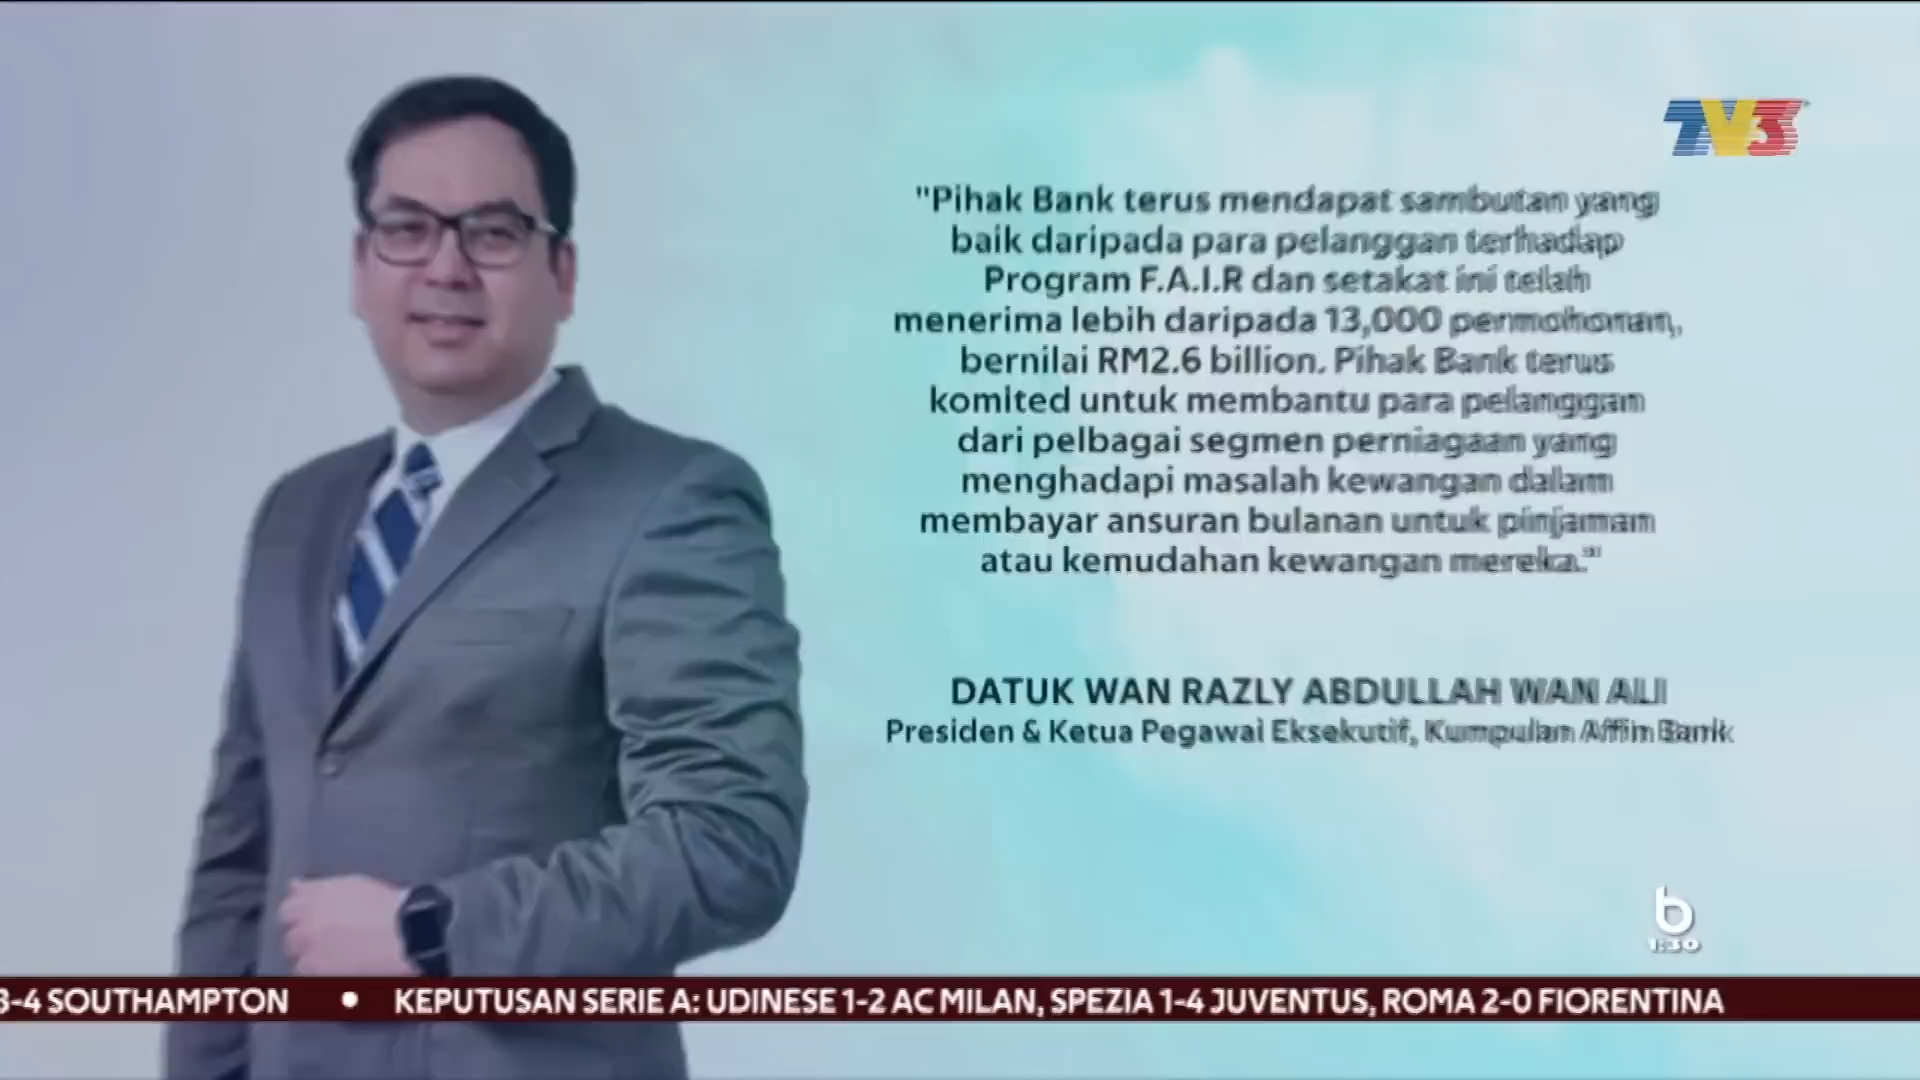 TV3
"Pihak Bank terus mendapat sambutan yang
baik daripada para pelanggan terhadap
Program F.A.I.R dan setakat ini telah
menerima lebih daripada 13,000 permohonan,
bernilai RM2.6 billion. Pihak Bank terus
komited untuk membantu para pelanggan
dari pelbagai segmen perniagaan yang
menghadapi masalah kewangan dalam
membayar ansuran bulanan untuk pinjaman
atau kemudahan kewangan mereka."
DATUK WAN RAZLY ABDULLAH WAN ALI
Presiden & Ketua Pegawai Eksekutif, Kumpulan Affin Bank
b
1:30
3-4 SOUTHAMPTON • KEPUTUSAN SERIE A: UDINESE 1-2 AC MILAN, SPEZIA 1-4 JUVENTUS, ROMA 2-0 FIORENTINA